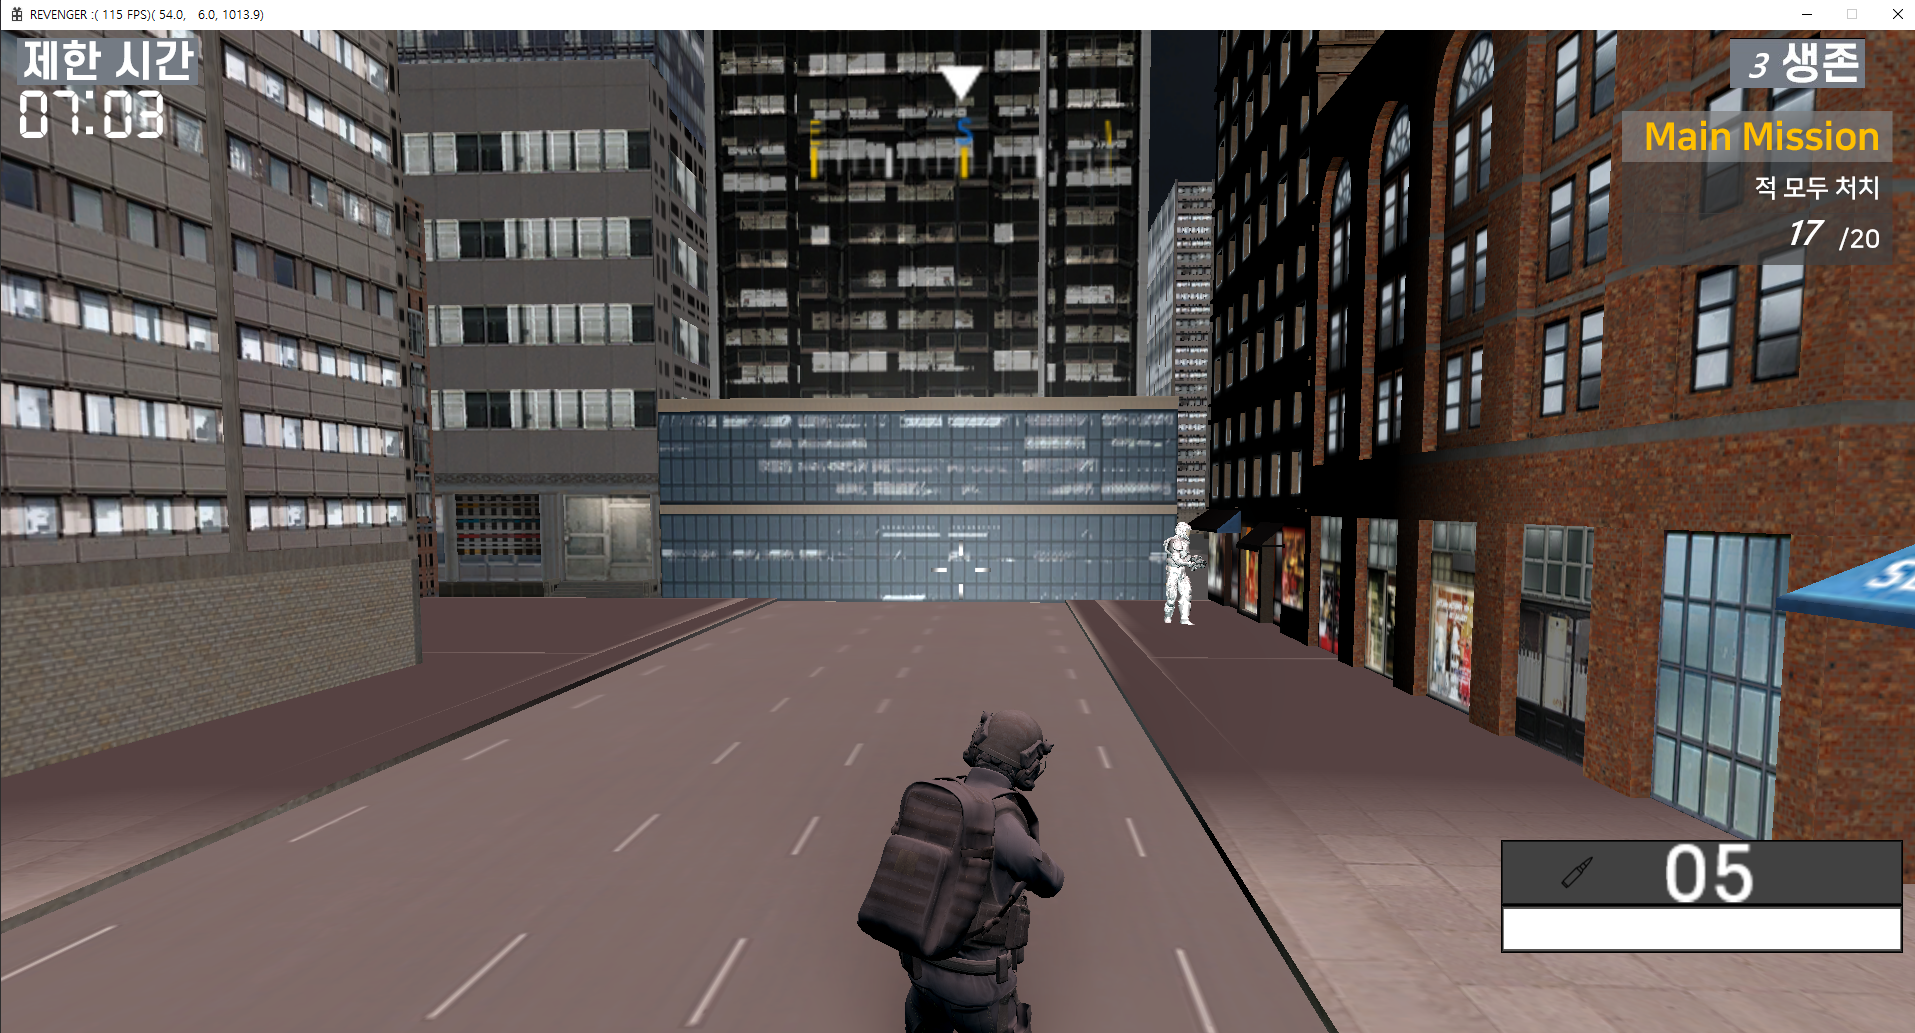 REVENGER :( 115 FPS)( 54.0, 6.0, 1013.9)
제한 시간
07:03
3 생존
Main Mission
적 모두 처치
17 /20
E S
05